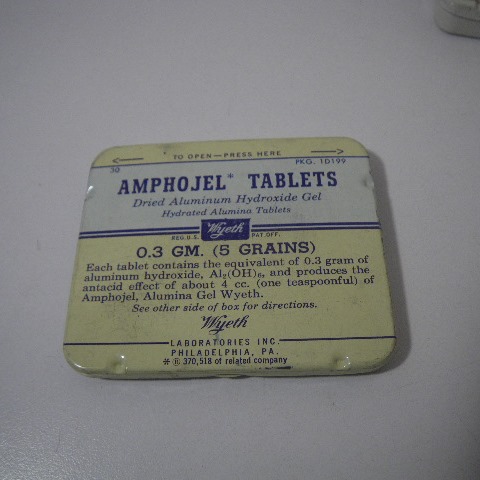 TO OPEN — PRESS HERE
30 PKG. 1D199
AMPHOJEL* TABLETS
Dried Aluminum Hydroxide Gel
Hydrated Alumina Tablets
Wyeth
REG. U.S. PAT. OFF.
0.3 GM. (5 GRAINS)
Each tablet contains the equivalent of 0.3 gram of
aluminum hydroxide, Al₂(OH)₆, and produces the
antacid effect of about 4 cc. (one teaspoonful) of
Amphojel, Alumina Gel Wyeth.
See other side of box for directions.
Wyeth
LABORATORIES INC.
PHILADELPHIA, PA.
* ® 370,518 of related company